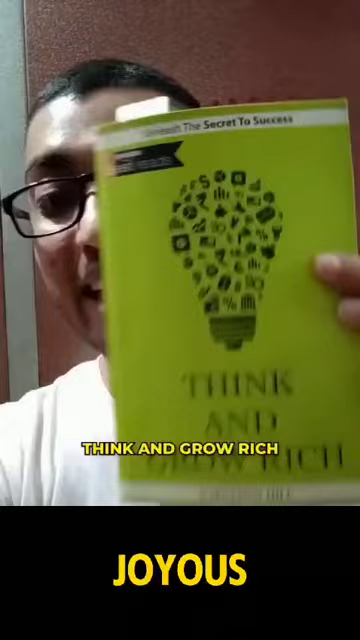 Unleash The Secret To Success
THINK
AND
GROW RICH
THINK AND GROW RICH
JOYOUS